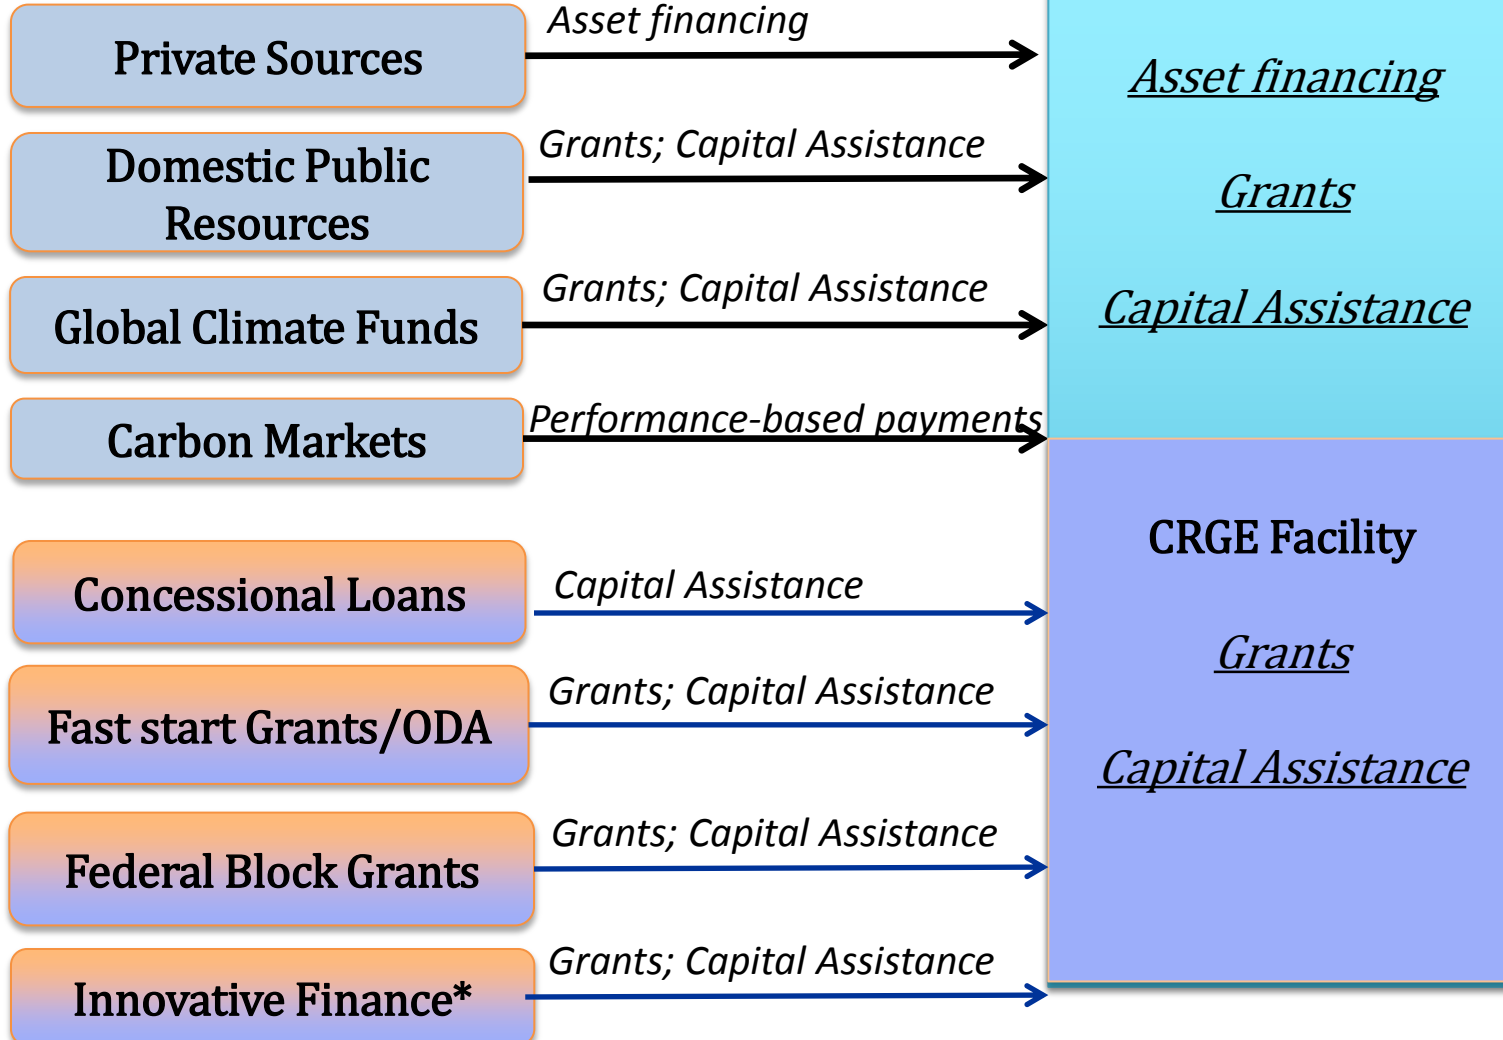 Private Sources
Asset financing
Domestic Public
Resources
Grants; Capital Assistance
Global Climate Funds
Grants; Capital Assistance
Carbon Markets
Performance-based payments
Concessional Loans
Capital Assistance
Fast start Grants/ODA
Grants; Capital Assistance
Federal Block Grants
Grants; Capital Assistance
Innovative Finance*
Grants; Capital Assistance
Asset financing
Grants
Capital Assistance
CRGE Facility
Grants
Capital Assistance